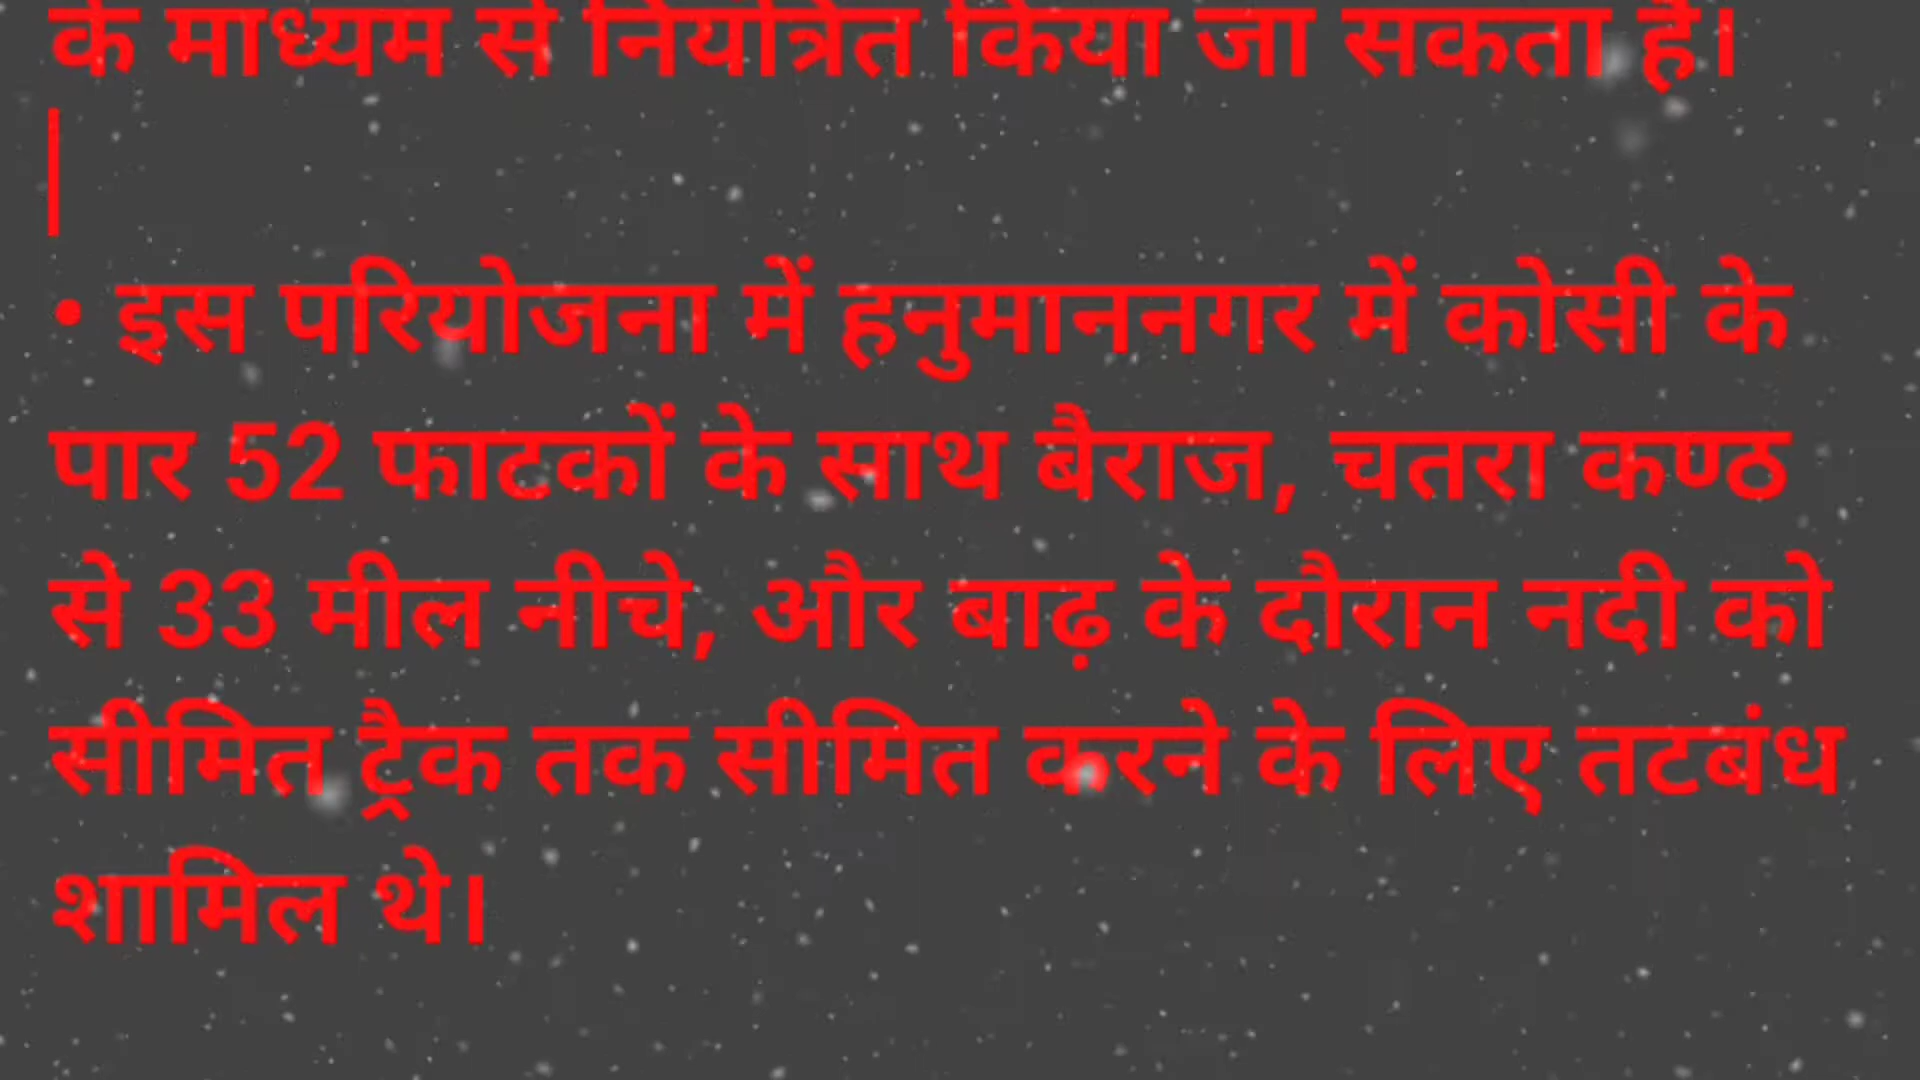 के माध्यम से नियंत्रित किया जा सकता है।
|
• इस परियोजना में हनुमाननगर में कोसी के
पार 52 फाटकों के साथ बैराज, चतरा कण्ठ
से 33 मील नीचे, और बाढ़ के दौरान नदी को
सीमित ट्रैक तक सीमित करने के लिए तटबंध
शामिल थे।